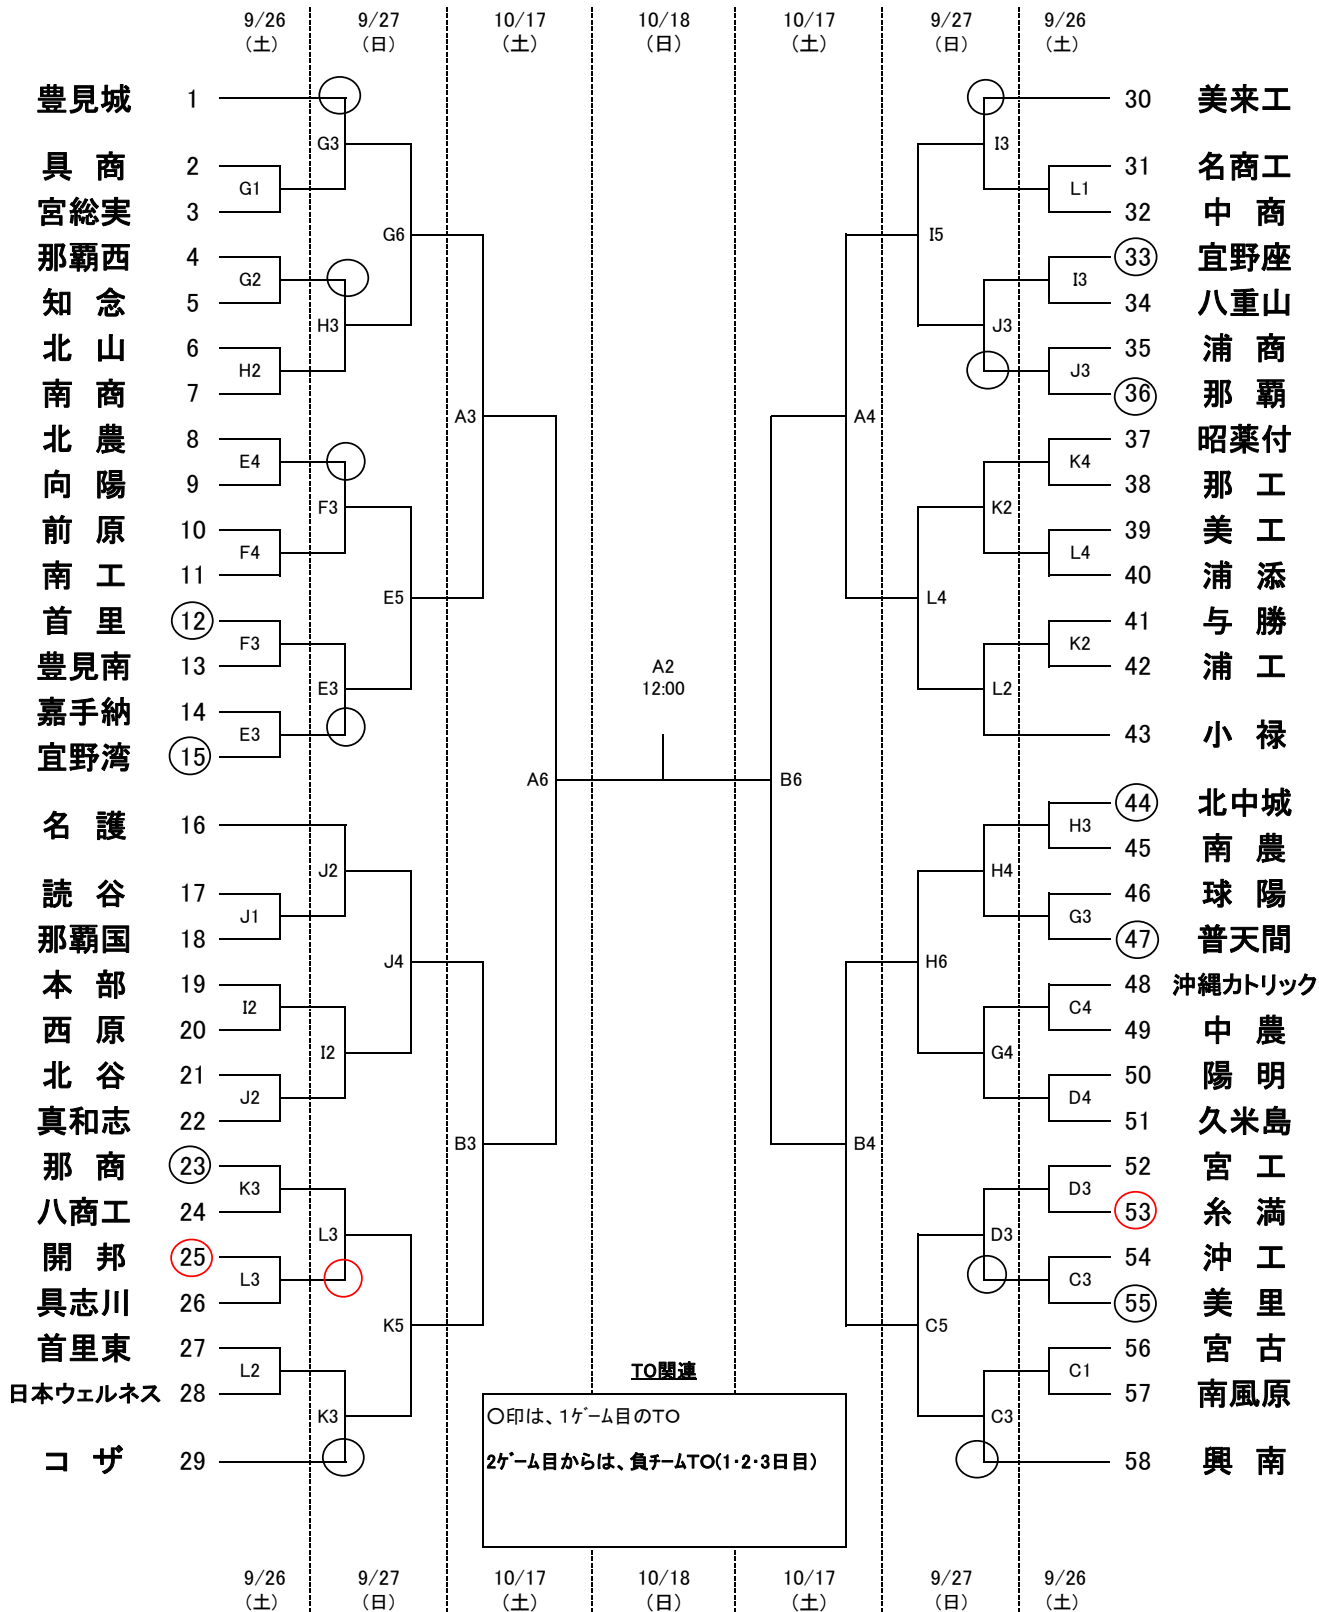 9/26 9/27 10/17 10/18 10/17 9/27 9/26
(土) (日) (土) (日) (土) (日) (土)
豊見城 1
G3
具 商 2
G1
宮総実 3
G6
那覇西 4
G2
知 念 5
H3
北 山 6
H2
南 商 7
A3
北 農 8
E4
向 陽 9
F3
前 原 10
F4
南 工 11
E5
首 里 12
F3
豊見南 13
E3
嘉手納 14
E3
宜野湾 15
A6
名 護 16
J2
読 谷 17
J1
那覇国 18
J4
本 部 19
I2
西 原 20
I2
北 谷 21
J2
真和志 22
B3
那 商 23
K3
八商工 24
L3
開 邦 25
L3
具志川 26
K5
首里東 27
L2
日本ウェルネス 28
K3
コ ザ 29
A2
12:00
30 美来工
I3
31 名商工
L1
32 中 商
I5
33 宜野座
I3
34 八重山
J3
35 浦 商
J3
36 那 覇
A4
37 昭薬付
K4
38 那 工
K2
39 美 工
L4
40 浦 添
L4
41 与 勝
K2
42 浦 工
L2
43 小 禄
B6
44 北中城
H3
45 南 農
H4
46 球 陽
G3
47 普天間
H6
48 沖縄カトリック
C4
49 中 農
G4
50 陽 明
D4
51 久米島
B4
52 宮 工
D3
53 糸 満
D3
54 沖 工
C3
55 美 里
C5
56 宮 古
C1
57 南風原
C3
58 興 南
TO関連
○印は、1ゲーム目のTO
2ゲーム目からは、負チームTO(1・2・3日目)
9/26 9/27 10/17 10/18 10/17 9/27 9/26
(土) (日) (土) (日) (土) (日) (土)